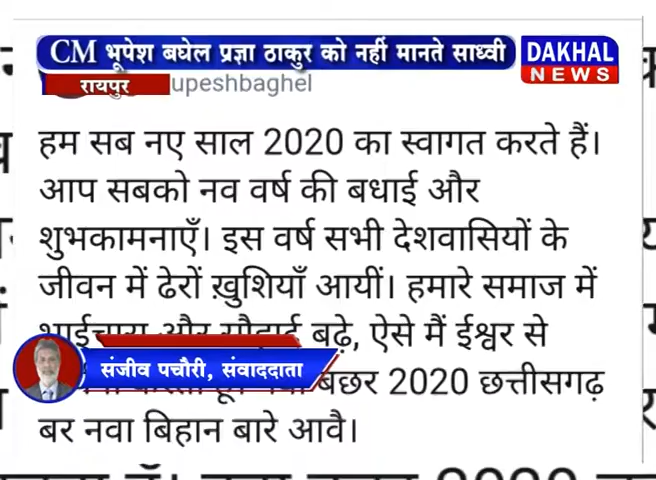 CM भूपेश बघेल प्रज्ञा ठाकुर को नहीं मानते साध्वी
DAKHAL
NEWS
रायपुर
upeshbaghel
हम सब नए साल 2020 का स्वागत करते हैं।
आप सबको नव वर्ष की बधाई और
शुभकामनाएँ। इस वर्ष सभी देशवासियों के
जीवन में ढेरों ख़ुशियाँ आयीं। हमारे समाज में
बढ़े, ऐसे मैं ईश्वर से
संजीव पचौरी, संवाददाता
बछर 2020 छत्तीसगढ़
बर नवा बिहान बारे आवै।